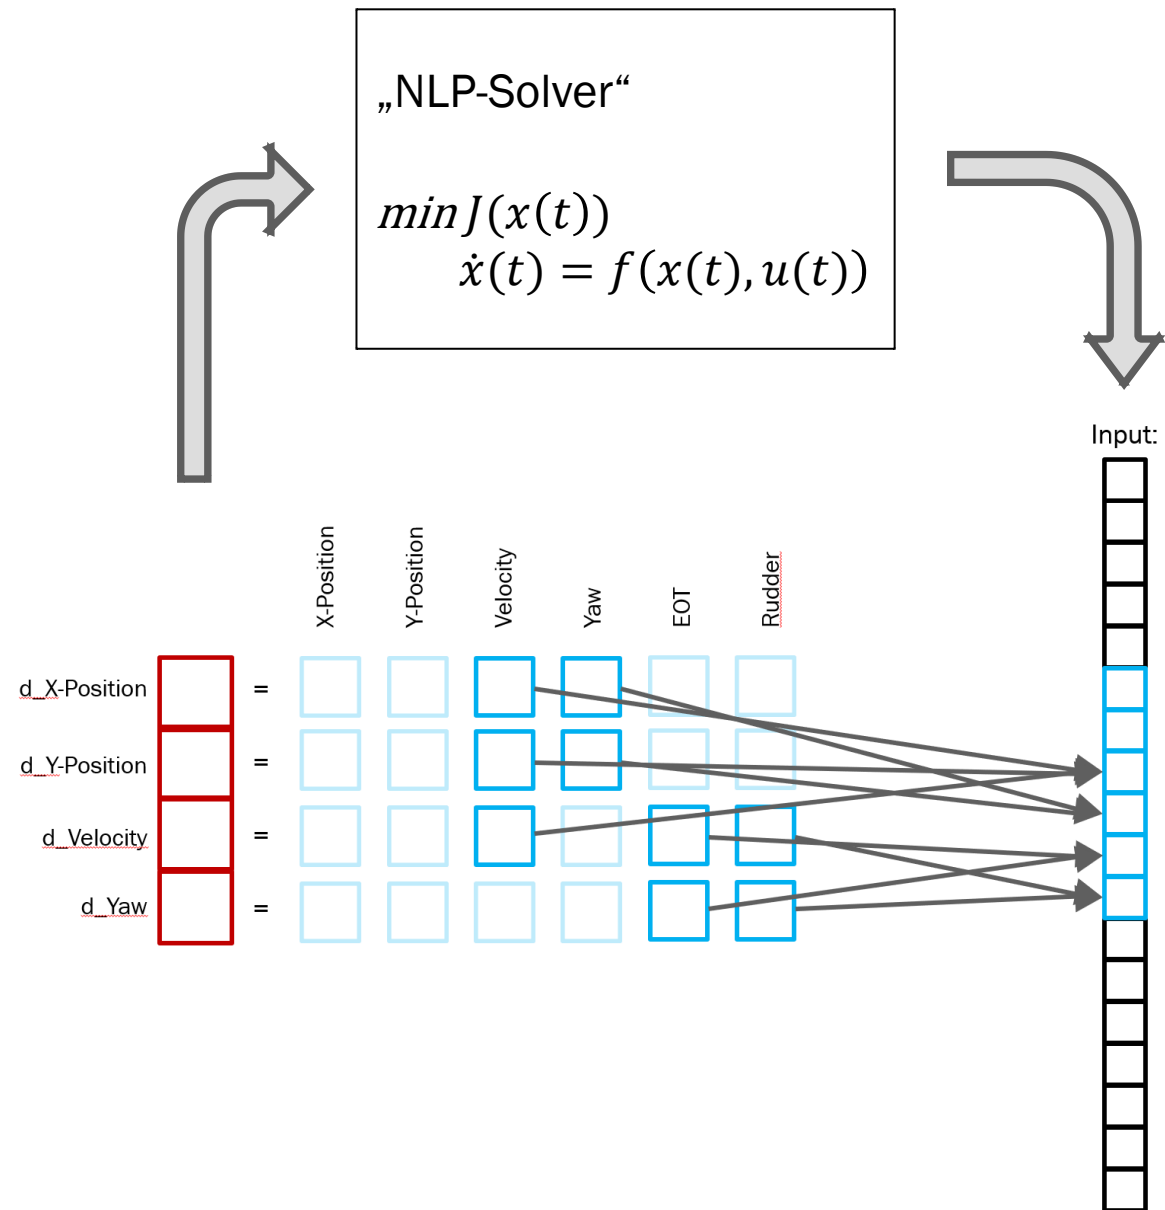 „NLP-Solver“
min J(x(t))
ẋ(t) = f(x(t), u(t))
Input:
X-Position
Y-Position
Velocity
Yaw
EOT
Rudder
d_X-Position =
d_Y-Position =
d_Velocity =
d_Yaw =